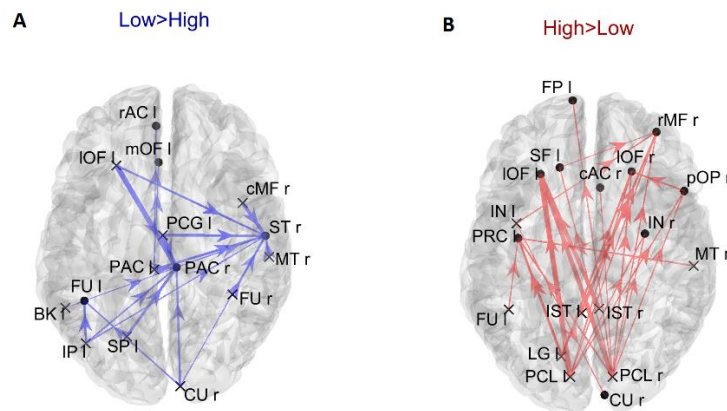 A
Low>High
rAC l
mOF l
lOF l
cMF r
PCG l
ST r
PAC l
PAC r
MT r
FU l
FU r
BK l
IP l
SP l
CU r
B
High>Low
FP l
rMF r
SF l
lOF r
lOF l
cAC r
pOP r
IN l
IN r
PRC l
MT r
FU l
IST l
IST r
LG l
PCL l
PCL r
CU r